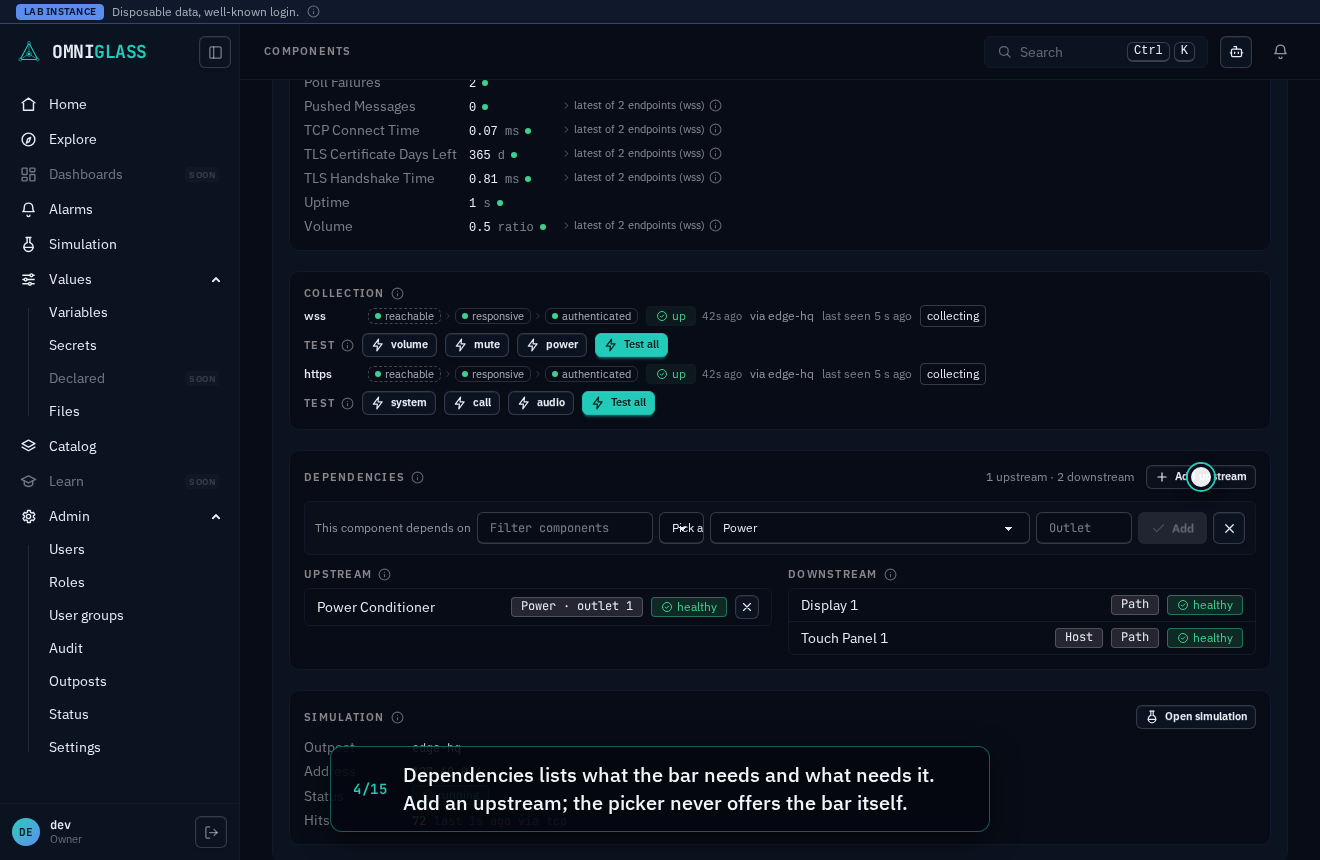 LAB INSTANCE Disposable data, well-known login.
OMNIGLASS
COMPONENTS
Search Ctrl K
Home
Explore
Dashboards SOON
Alarms
Simulation
Values
Variables
Secrets
Declared SOON
Files
Catalog
Learn SOON
Admin
Users
Roles
User groups
Audit
Outposts
Status
Settings
DE dev
Owner
Poll Failures 2
Pushed Messages 0 latest of 2 endpoints (wss)
TCP Connect Time 0.07 ms latest of 2 endpoints (wss)
TLS Certificate Days Left 365 d latest of 2 endpoints (wss)
TLS Handshake Time 0.81 ms latest of 2 endpoints (wss)
Uptime 1 s
Volume 0.5 ratio latest of 2 endpoints (wss)
COLLECTION
wss reachable responsive authenticated up 42s ago via edge-hq last seen 5 s ago collecting
TEST volume mute power Test all
https reachable responsive authenticated up 42s ago via edge-hq last seen 5 s ago collecting
TEST system call audio Test all
DEPENDENCIES 1 upstream · 2 downstream
This component depends on Filter components Pick a Power Outlet Add
UPSTREAM
Power Conditioner Power · outlet 1 healthy
DOWNSTREAM
Display 1 Path healthy
Touch Panel 1 Host Path healthy
SIMULATION Open simulation
Outpost edge-hq
Hits 72 last 1s ago via tcp
4/15 Dependencies lists what the bar needs and what needs it.
Add an upstream; the picker never offers the bar itself.